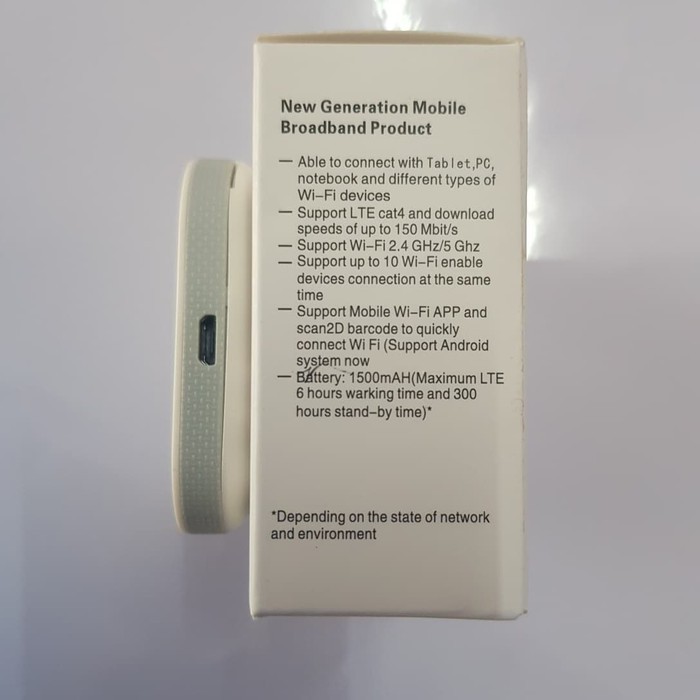 New Generation Mobile
Broadband Product
— Able to connect with Tablet,PC,
notebook and different types of
Wi–Fi devices
— Support LTE cat4 and download
speeds of up to 150 Mbit/s
— Support Wi–Fi 2.4 GHz/5 Ghz
— Support up to 10 Wi–Fi enable
devices connection at the same
time
— Support Mobile Wi–Fi APP and
scan2D barcode to quickly
connect Wi Fi (Support Android
system now
— Battery: 1500mAH(Maximum LTE
6 hours warking time and 300
hours stand–by time)*
*Depending on the state of network
and environment